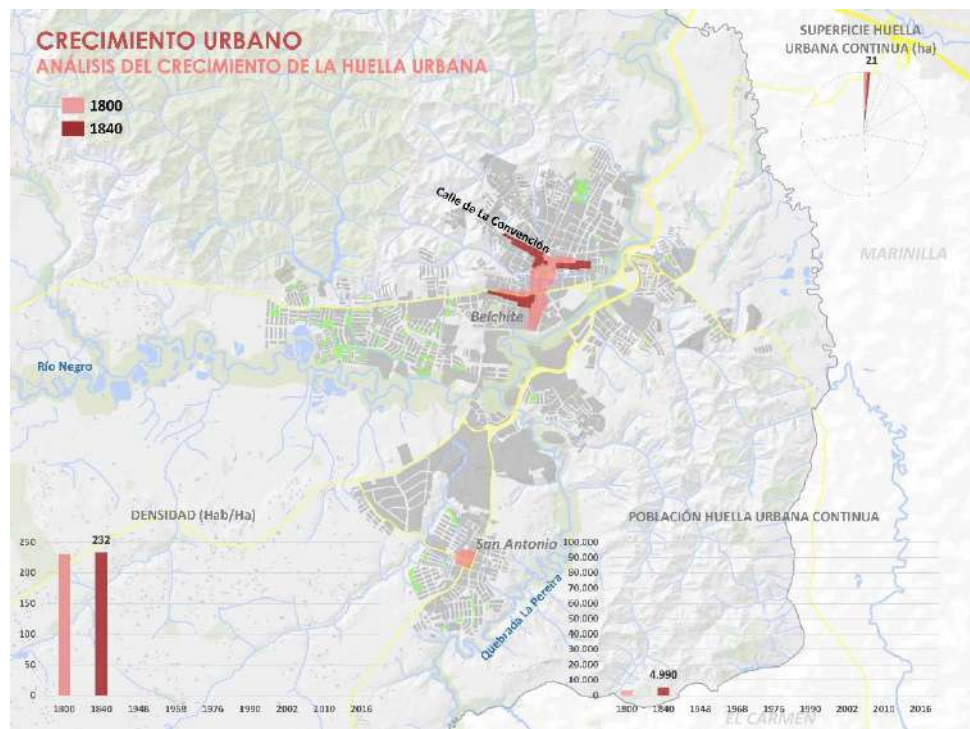 CRECIMIENTO URBANO
ANÁLISIS DEL CRECIMIENTO DE LA HUELLA URBANA
1800
1840
SUPERFICIE HUELLA
URBANA CONTINUA (ha)
21
Calle de La Convención
MARINILLA
Belchite
Río Negro
San Antonio
Quebrada La Pereira
EL CARMEN
DENSIDAD (Hab/Ha)
250
200
150
100
50
0
232
1800 1840 1948 1968 1976 1990 2002 2010 2016
POBLACIÓN HUELLA URBANA CONTINUA
100.000
90.000
80.000
70.000
60.000
50.000
40.000
30.000
20.000
10.000
0
4.990
1800 1840 1948 1968 1976 1990 2002 2010 2016